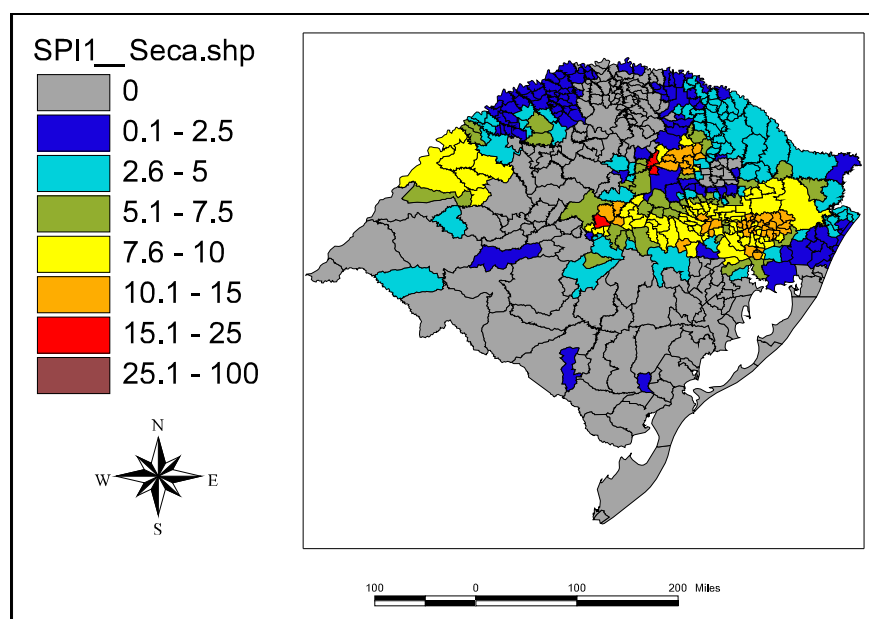 SPI1__Seca.shp
0
0.1 - 2.5
2.6 - 5
5.1 - 7.5
7.6 - 10
10.1 - 15
15.1 - 25
25.1 - 100
N
W E
S
100 0 100 200 Miles